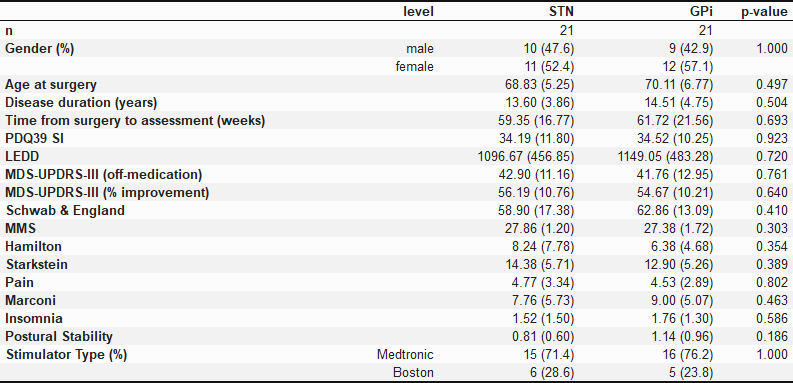 level STN GPi p-value
n 21 21
Gender (%) male 10 (47.6) 9 (42.9) 1.000
female 11 (52.4) 12 (57.1)
Age at surgery 68.83 (5.25) 70.11 (6.77) 0.497
Disease duration (years) 13.60 (3.86) 14.51 (4.75) 0.504
Time from surgery to assessment (weeks) 59.35 (16.77) 61.72 (21.56) 0.693
PDQ39 SI 34.19 (11.80) 34.52 (10.25) 0.923
LEDD 1096.67 (456.85) 1149.05 (483.28) 0.720
MDS-UPDRS-III (off-medication) 42.90 (11.16) 41.76 (12.95) 0.761
MDS-UPDRS-III (% improvement) 56.19 (10.76) 54.67 (10.21) 0.640
Schwab & England 58.90 (17.38) 62.86 (13.09) 0.410
MMS 27.86 (1.20) 27.38 (1.72) 0.303
Hamilton 8.24 (7.78) 6.38 (4.68) 0.354
Starkstein 14.38 (5.71) 12.90 (5.26) 0.389
Pain 4.77 (3.34) 4.53 (2.89) 0.802
Marconi 7.76 (5.73) 9.00 (5.07) 0.463
Insomnia 1.52 (1.50) 1.76 (1.30) 0.586
Postural Stability 0.81 (0.60) 1.14 (0.96) 0.186
Stimulator Type (%) Medtronic 15 (71.4) 16 (76.2) 1.000
Boston 6 (28.6) 5 (23.8)